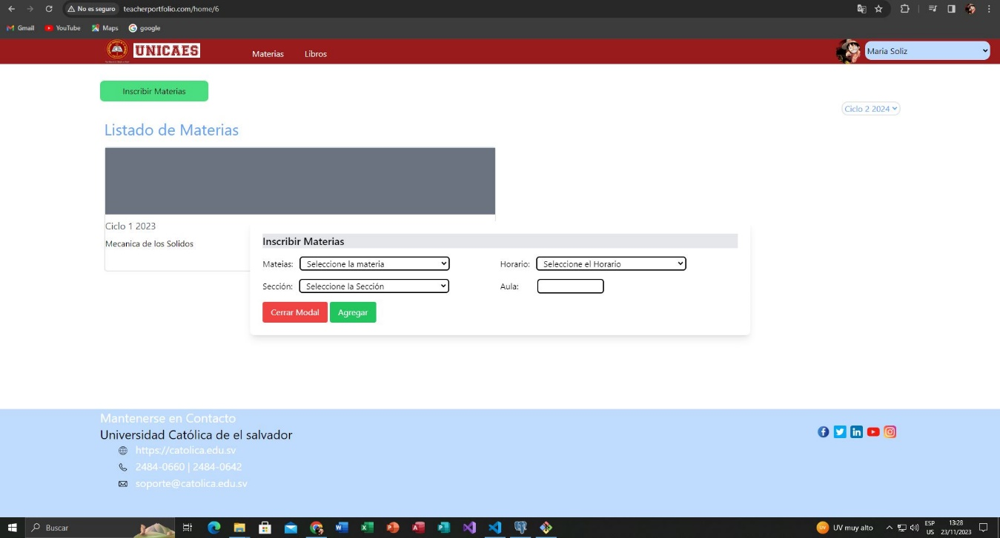 No es seguro teacherportfolio.com/home/6
Gmail YouTube Maps google
UNICAES Materias Libros Maria Soliz
Inscribir Materias
Ciclo 2 2024
Listado de Materias
Ciclo 1 2023
Mecanica de los Solidos
Inscribir Materias
Mateias: Seleccione la materia Horario: Seleccione el Horario
Sección: Seleccione la Sección Aula:
Cerrar Modal Agregar
Mantenerse en Contacto
Universidad Católica de el salvador
https://catolica.edu.sv
2484-0660 | 2484-0642
soporte@catolica.edu.sv
Buscar UV muy alto ESP 13:28
US 23/11/2023